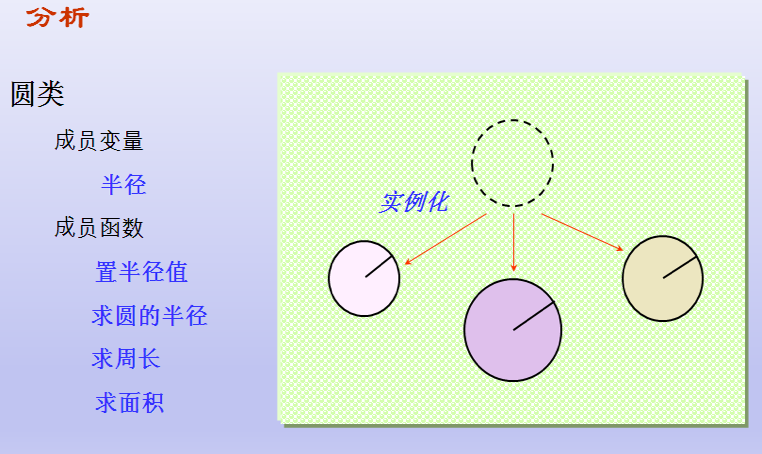 分析
圆类
成员变量
半径
成员函数
置半径值
求圆的半径
求周长
求面积
实例化